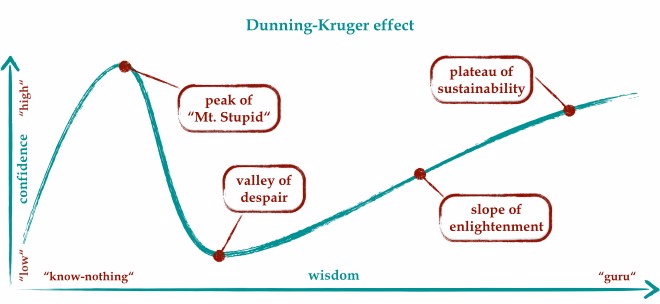 Dunning-Kruger effect
"high"
confidence
"low"
peak of
"Mt. Stupid"
valley of
despair
plateau of
sustainability
slope of
enlightenment
"know-nothing"
wisdom
"guru"